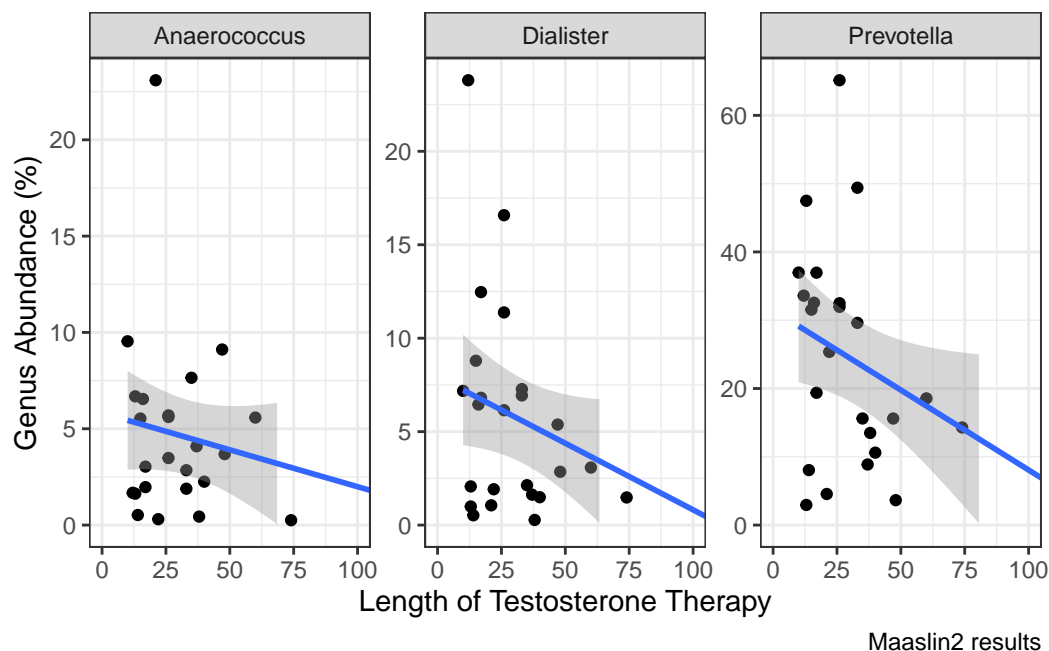 Anaerococcus Dialister Prevotella
Genus Abundance (%)
20
15
10
5
0
20
15
10
5
0
60
40
20
0
0 25 50 75 100 0 25 50 75 100 0 25 50 75 100
Length of Testosterone Therapy
Maaslin2 results